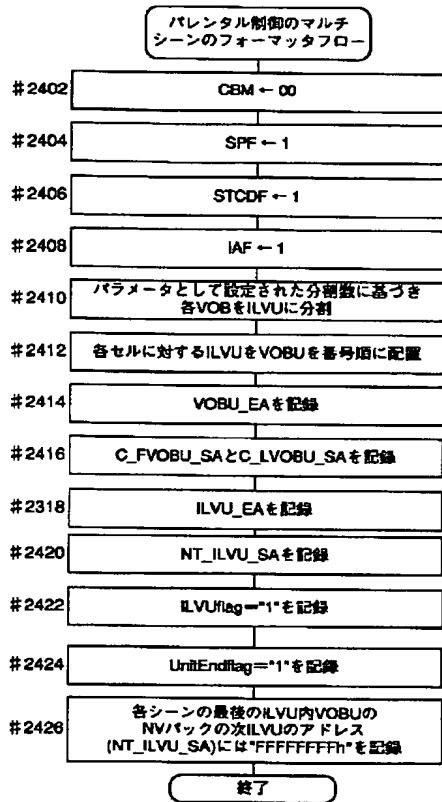 パレンタル制御のマルチ
シーンのフォーマッタフロー
#2402
CBM ← 00
#2404
SPF ← 1
#2406
STCDF ← 1
#2408
IAF ← 1
#2410
パラメータとして設定された分割数に基づき
各VOBをILVUに分割
#2412
各セルに対するILVUをVOBUを番号順に配置
#2414
VOBU_EAを記録
#2416
C_FVOBU_SAとC_LVOBU_SAを記録
#2318
ILVU_EAを記録
#2420
NT_ILVU_SAを記録
#2422
ILVUflag="1"を記録
#2424
UnitEndflag="1"を記録
#2426
各シーンの最後のILVU内VOBUの
NVパックの次ILVUのアドレス
(NT_ILVU_SA)には"FFFFFFFFh"を記録
終了